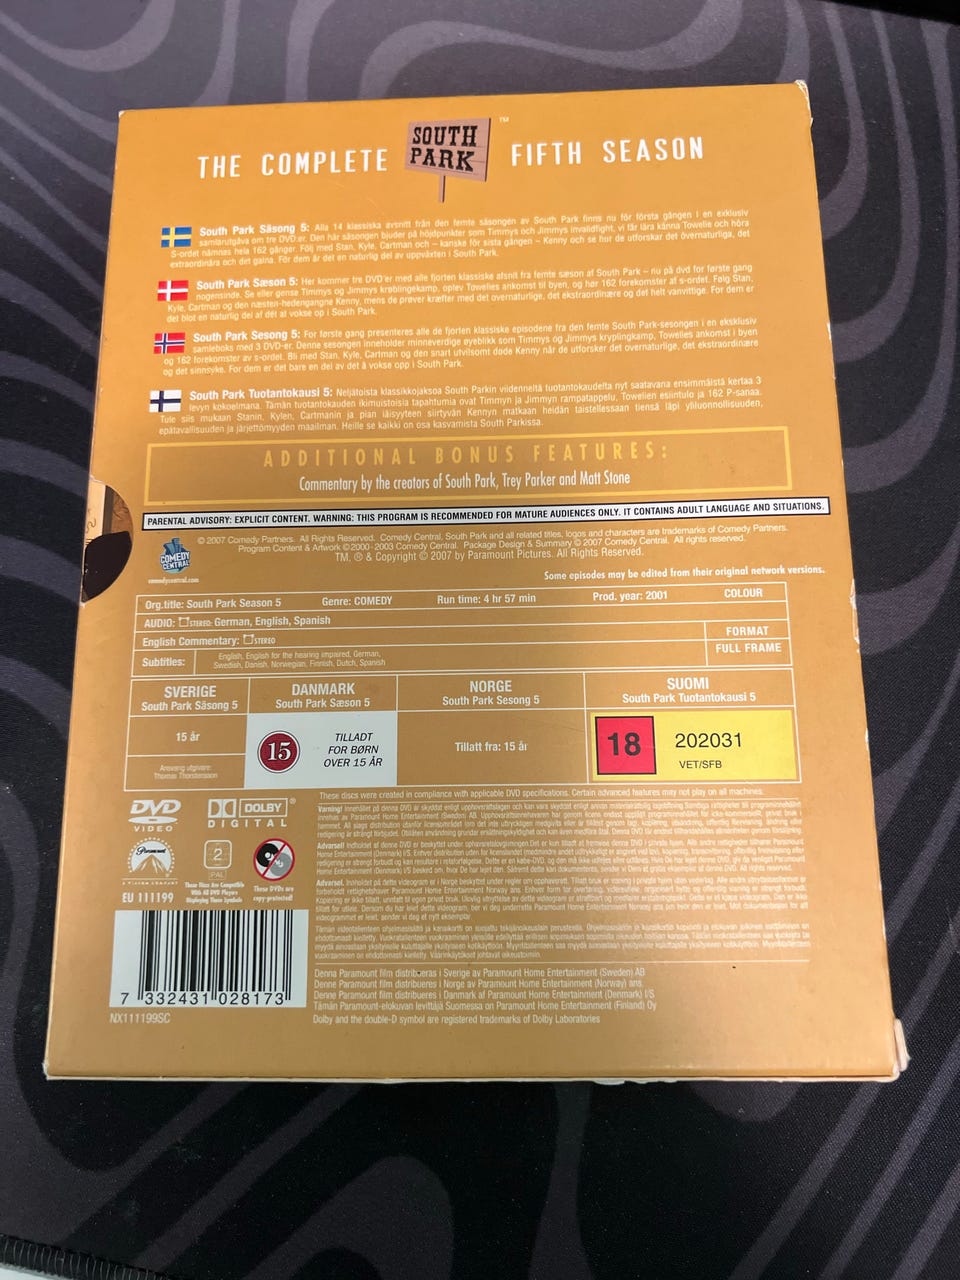 THE COMPLETE SOUTH PARK ™ FIFTH SEASON
South Park Säsong 5: Alla 14 klassiska avsnitt från den femte säsongen av South Park finns nu för första gången i en exklusiv
samlarutgåva om tre DVD:er. Den här säsongen bjuder på höjdpunkter som Timmys och Jimmys invalidfight, vi får lära känna Towelie och höra
S-ordet nämnas hela 162 gånger. Följ med Stan, Kyle, Cartman och – kanske för sista gången – Kenny och se hur de utforskar det övernaturliga, det
extraordinära och det galna. För dem är det en naturlig del av uppväxten i South Park.
South Park Sæson 5: Her kommer tre DVD'er med alle fjorten klassiske afsnit fra femte sæson af South Park – nu på dvd for første gang
nogensinde. Se eller gense Timmys og Jimmys krøblingekamp, oplev Towelies ankomst til byen, og hør 162 forekomster af s-ordet. Følg Stan,
Kyle, Cartman og den næsten-hedengangne Kenny, mens de prøver kræfter med det overnaturlige, det ekstraordinære og det helt vanvittige. For dem er
det blot en naturlig del af dét at vokse op i South Park.
South Park Sesong 5: For første gang presenteres alle de fjorten klassiske episodene fra den femte South Park-sesongen i en eksklusiv
samleboks med 3 DVD-er. Denne sesongen inneholder minneverdige øyeblikk som Timmys og Jimmys kryplingkamp, Towelies ankomst i byen
og 162 forekomster av s-ordet. Bli med Stan, Kyle, Cartman og den snart utvilsomt døde Kenny når de utforsker det overnaturlige, det ekstraordinære
og det sinnsyke. For dem er det bare en del av det å vokse opp i South Park.
South Park Tuotantokausi 5: Neljätoista klassikkojaksoa South Parkin viidenneltä tuotantokaudelta nyt saatavana ensimmäistä kertaa 3
levyn kokoelmana. Tämän tuotantokauden ikimuistoisia tapahtumia ovat Timmyn ja Jimmyn rampatappelu, Towelien esiintulo ja 162 P-sanaa.
Tule siis mukaan Stanin, Kylen, Cartmanin ja pian iäisyyteen siirtyvän Kennyn matkaan heidän taistellessaan tiensä läpi yliluonnollisuuden,
epätavallisuuden ja järjettömyyden maailman. Heille se kaikki on osa kasvamista South Parkissa.
ADDITIONAL BONUS FEATURES:
Commentary by the creators of South Park, Trey Parker and Matt Stone
PARENTAL ADVISORY: EXPLICIT CONTENT. WARNING: THIS PROGRAM IS RECOMMENDED FOR MATURE AUDIENCES ONLY. IT CONTAINS ADULT LANGUAGE AND SITUATIONS.
COMEDY CENTRAL
comedycentral.com
© 2007 Comedy Partners. All Rights Reserved. Comedy Central, South Park and all related titles, logos and characters are trademarks of Comedy Partners.
Program Content & Artwork © 2000-2003 Comedy Central. Package Design & Summary © 2007 Comedy Central. All rights reserved.
TM, ® & Copyright © 2007 by Paramount Pictures. All Rights Reserved.
Some episodes may be edited from their original network versions.
Org.title: South Park Season 5 Genre: COMEDY Run time: 4 hr 57 min Prod. year: 2001 COLOUR
AUDIO: STEREO: German, English, Spanish
English Commentary: STEREO
FORMAT
FULL FRAME
Subtitles: English, English for the hearing impaired, German,
Swedish, Danish, Norwegian, Finnish, Dutch, Spanish
SVERIGE
South Park Säsong 5
15 år
Ansvarig utgivare:
Thomas Thorstensson
DANMARK
South Park Sæson 5
15
TILLADT
FOR BØRN
OVER 15 ÅR
NORGE
South Park Sesong 5
Tillatt fra: 15 år
SUOMI
South Park Tuotantokausi 5
18
202031
VET/SFB
These discs were created in compliance with applicable DVD specifications. Certain advanced features may not play on all machines.
DVD
VIDEO
DOLBY®
DIGITAL
Paramount
A VIACOM COMPANY
2
PAL
EU 111199
These Discs Are Compatible
With All DVD Players
Displaying These Symbols
These DVDs are
copy-protected!
7 332431 028173
NX111199SC
Denna Paramount film distribueras i Sverige av Paramount Home Entertainment (Sweden) AB
Denne Paramount film distribueres i Norge av Paramount Home Entertainment (Norway) ans
Denne Paramount film distribueres i Danmark af Paramount Home Entertainment (Denmark) I/S
Tämän Paramount-elokuvan levittäjä Suomessa on Paramount Home Entertainment (Finland) Oy
Dolby and the double-D symbol are registered trademarks of Dolby Laboratories